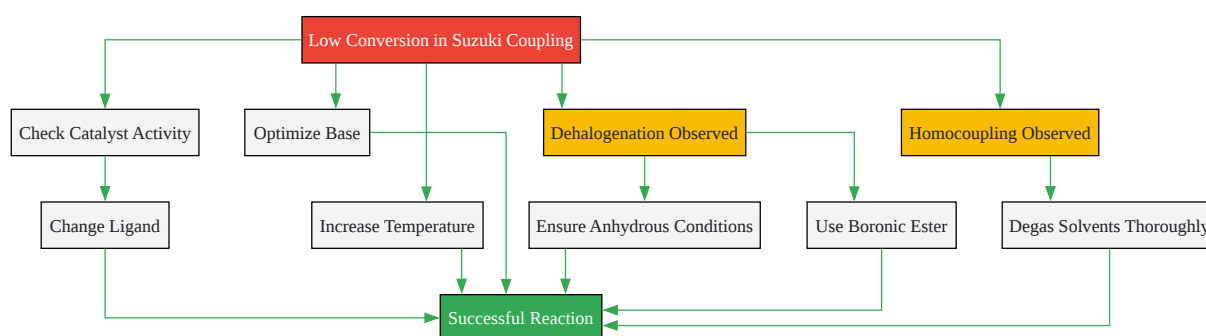 Low Conversion in Suzuki Coupling
Check Catalyst Activity
Optimize Base
Dehalogenation Observed
Homocoupling Observed
Change Ligand
Increase Temperature
Ensure Anhydrous Conditions
Use Boronic Ester
Degas Solvents Thoroughly
Successful Reaction